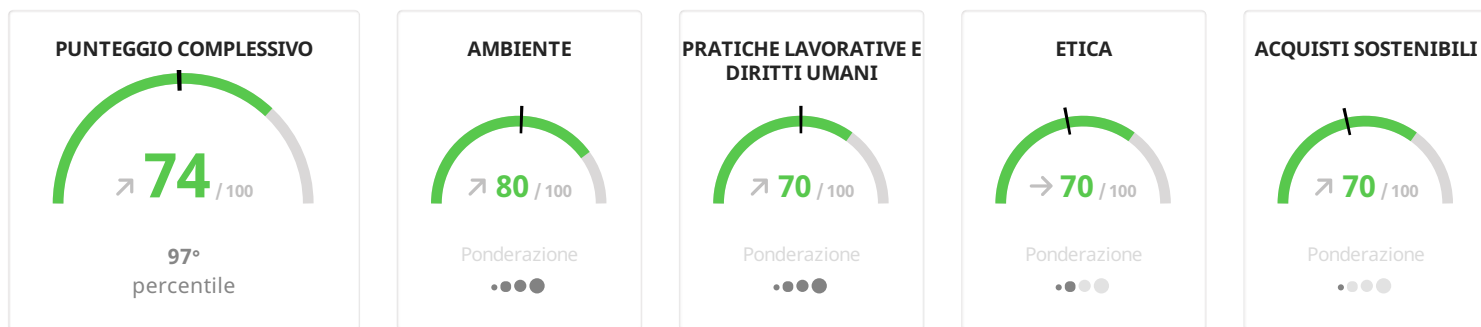 PUNTEGGIO COMPLESSIVO
74 / 100
97°
percentile
AMBIENTE
80 / 100
Ponderazione
PRATICHE LAVORATIVE E
DIRITTI UMANI
70 / 100
Ponderazione
ETICA
70 / 100
Ponderazione
ACQUISTI SOSTENIBILI
70 / 100
Ponderazione